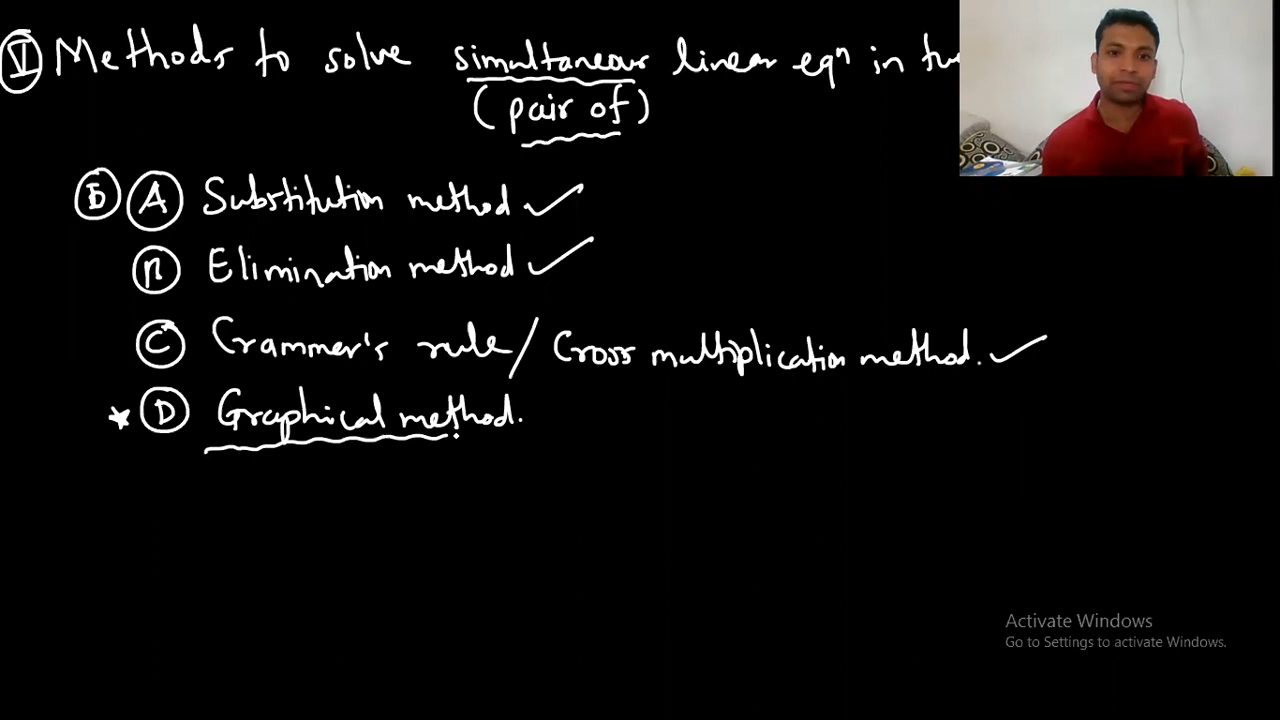 V Methods to solve simultaneous linear eqn in
(pair of)
A Substitution method ✓
B Elimination method ✓
C Crammer's rule / Cross multiplication method. ✓
* D Graphical method.
Activate Windows
Go to Settings to activate Windows.